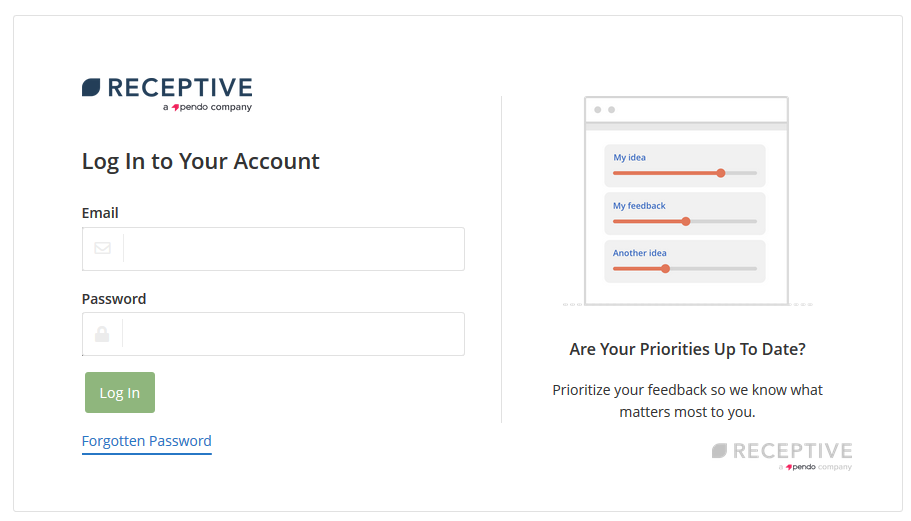 RECEPTIVE
a pendo company
Log In to Your Account
Email
Password
Log In
Forgotten Password
My idea
My feedback
Another idea
Are Your Priorities Up To Date?
Prioritize your feedback so we know what
matters most to you.
RECEPTIVE
a pendo company